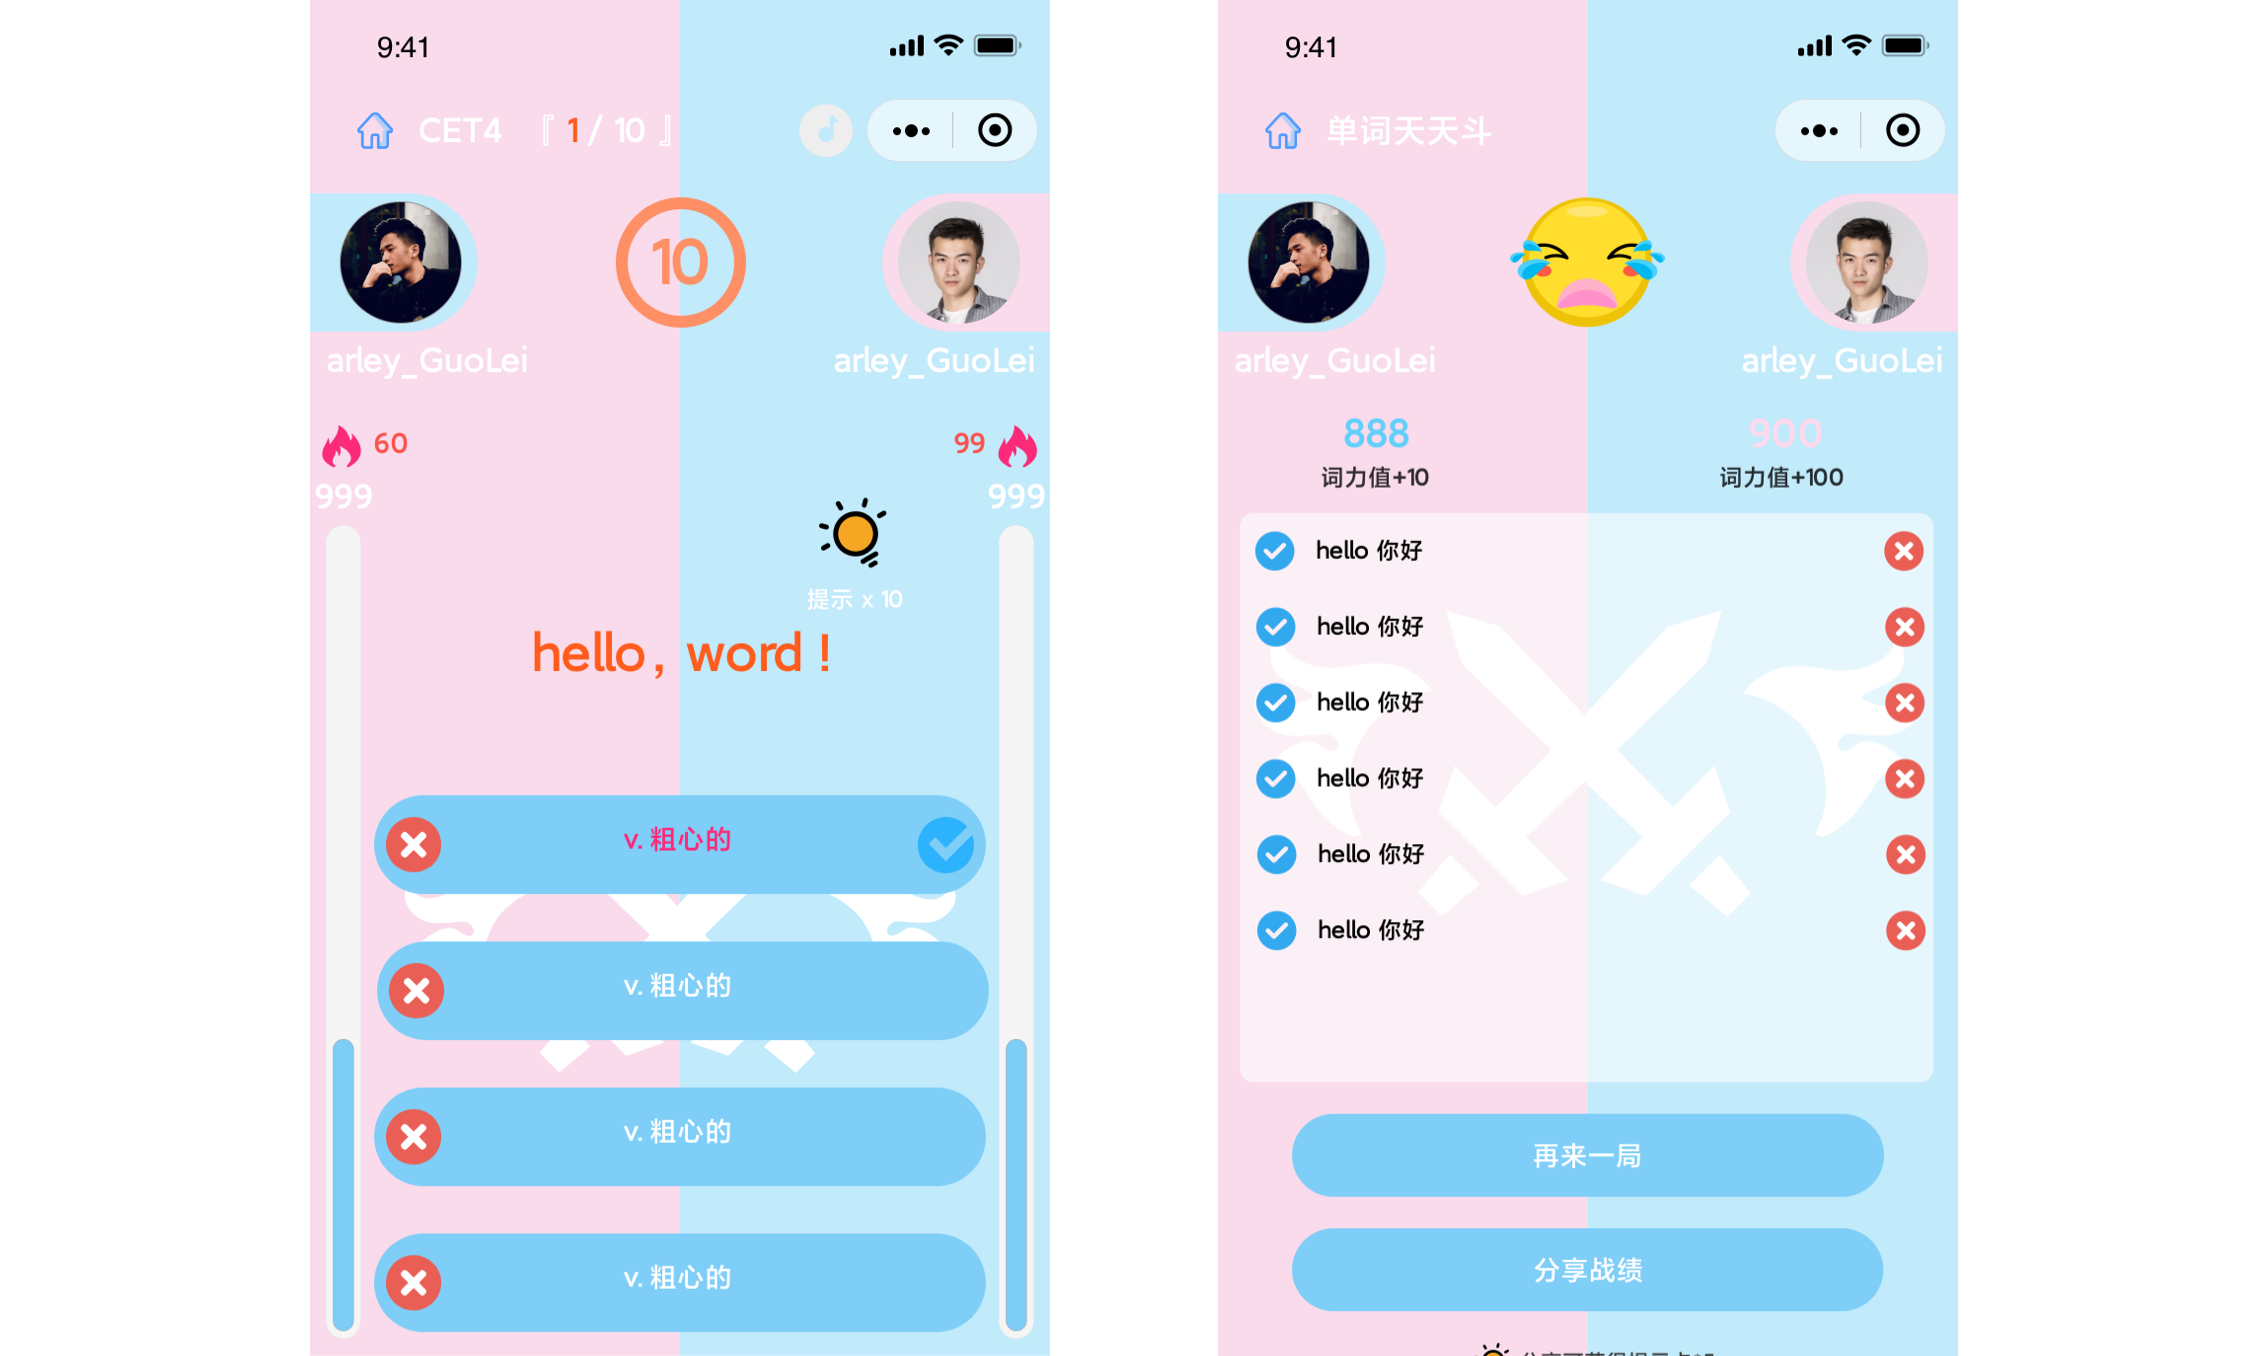 9:41
CET4 『 1 / 10 』
10
arley_GuoLei
arley_GuoLei
60
99
999
999
提示 x 10
hello，word！
v. 粗心的
v. 粗心的
v. 粗心的
v. 粗心的
9:41
单词天天斗
arley_GuoLei
arley_GuoLei
888
900
词力值+10
词力值+100
hello 你好
hello 你好
hello 你好
hello 你好
hello 你好
hello 你好
再来一局
分享战绩